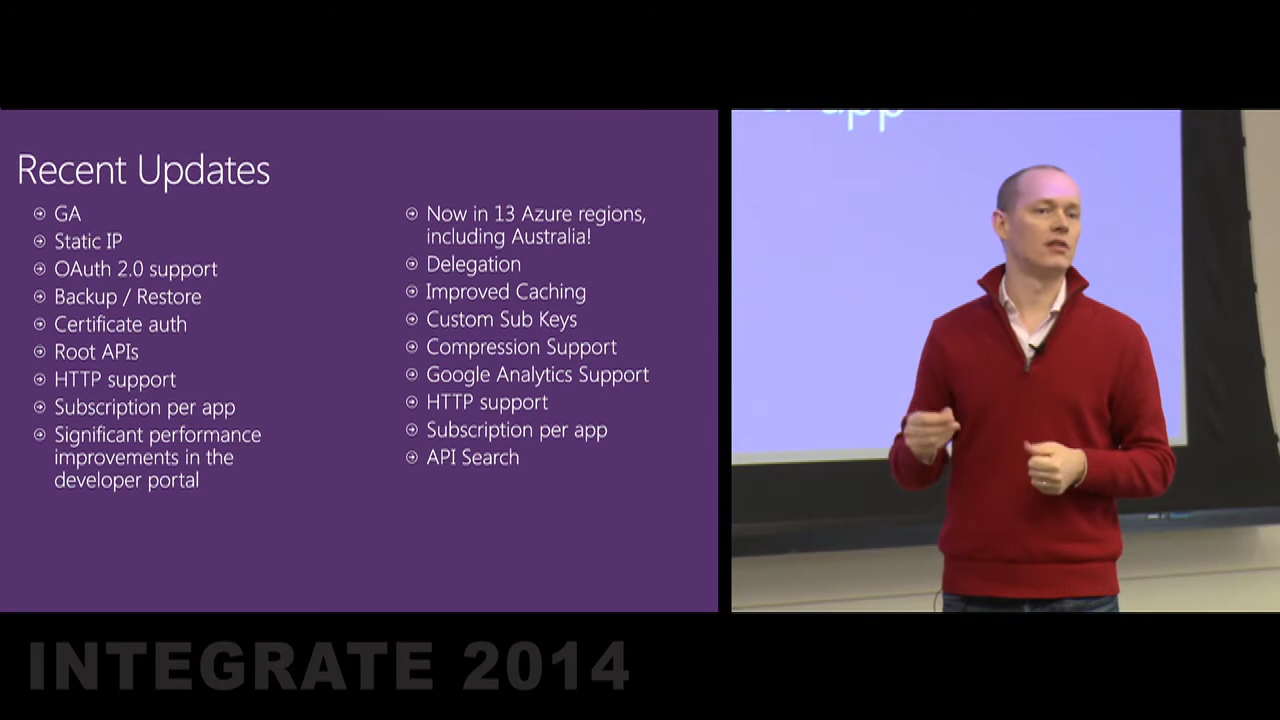 Recent Updates
GA
Static IP
OAuth 2.0 support
Backup / Restore
Certificate auth
Root APIs
HTTP support
Subscription per app
Significant performance
improvements in the
developer portal
Now in 13 Azure regions,
including Australia!
Delegation
Improved Caching
Custom Sub Keys
Compression Support
Google Analytics Support
HTTP support
Subscription per app
API Search
app
INTEGRATE 2014